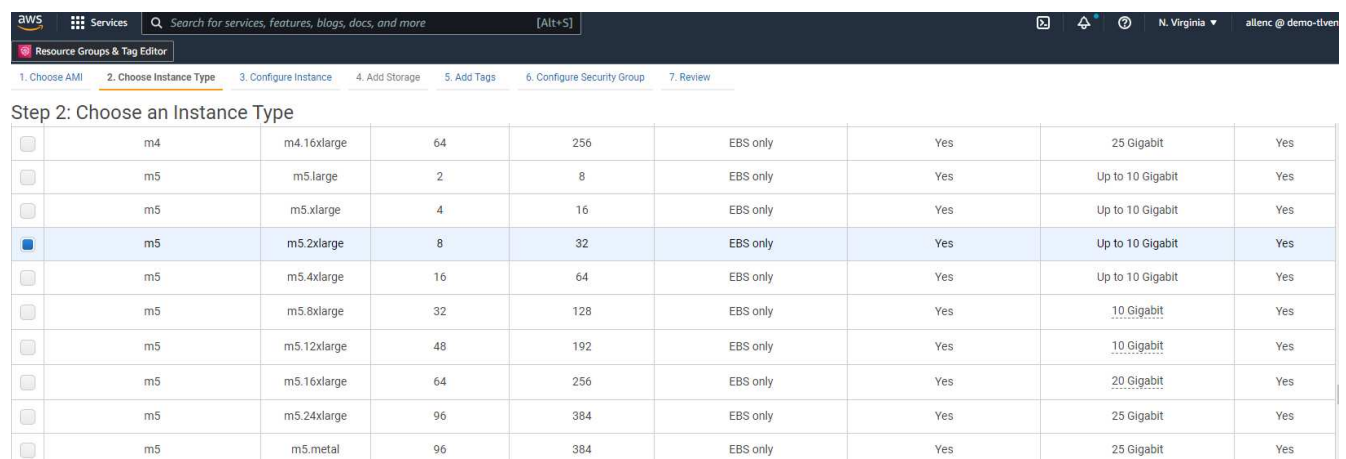 aws Services Search for services, features, blogs, docs, and more [Alt+S] N. Virginia ▼ allenc @ demo-tlven
Resource Groups & Tag Editor
1. Choose AMI 2. Choose Instance Type 3. Configure Instance 4. Add Storage 5. Add Tags 6. Configure Security Group 7. Review
Step 2: Choose an Instance Type
m4 m4.16xlarge 64 256 EBS only Yes 25 Gigabit Yes
m5 m5.large 2 8 EBS only Yes Up to 10 Gigabit Yes
m5 m5.xlarge 4 16 EBS only Yes Up to 10 Gigabit Yes
m5 m5.2xlarge 8 32 EBS only Yes Up to 10 Gigabit Yes
m5 m5.4xlarge 16 64 EBS only Yes Up to 10 Gigabit Yes
m5 m5.8xlarge 32 128 EBS only Yes 10 Gigabit Yes
m5 m5.12xlarge 48 192 EBS only Yes 10 Gigabit Yes
m5 m5.16xlarge 64 256 EBS only Yes 20 Gigabit Yes
m5 m5.24xlarge 96 384 EBS only Yes 25 Gigabit Yes
m5 m5.metal 96 384 EBS only Yes 25 Gigabit Yes